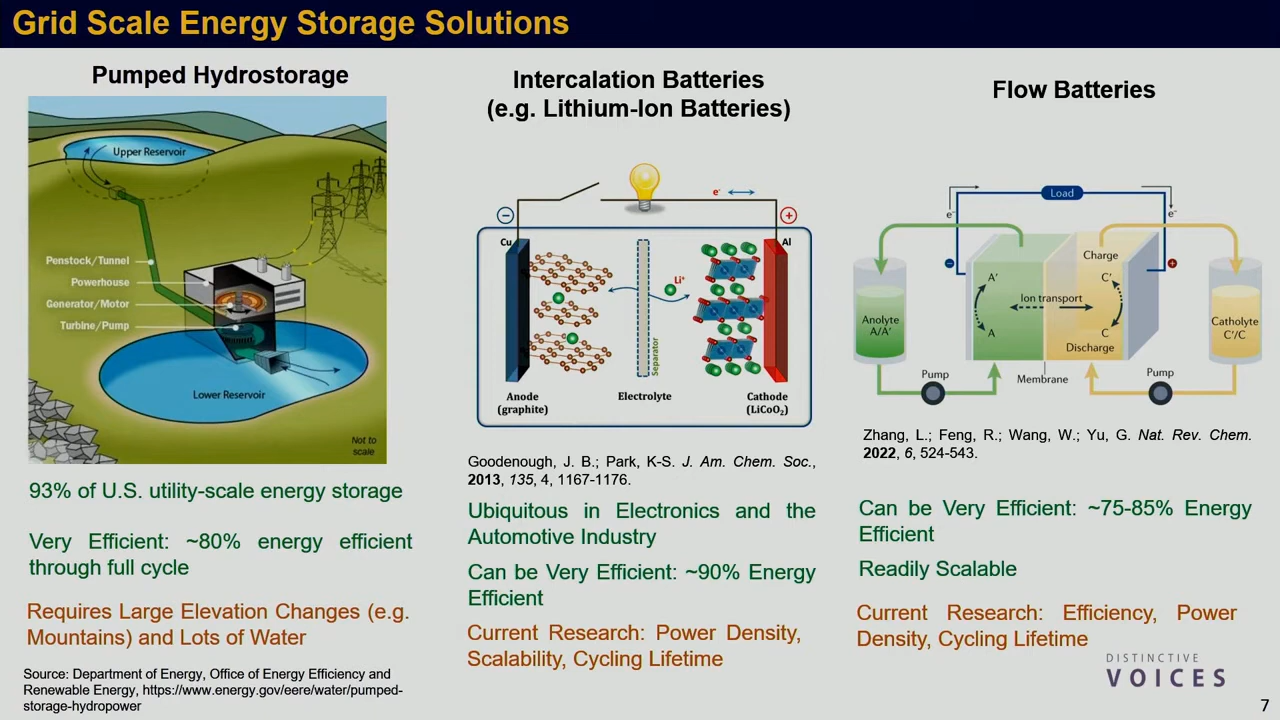 Grid Scale Energy Storage Solutions
Pumped Hydrostorage
Upper Reservoir
Penstock/Tunnel
Powerhouse
Generator/Motor
Turbine/Pump
Lower Reservoir
Not to
scale
93% of U.S. utility-scale energy storage
Very Efficient: ~80% energy efficient
through full cycle
Requires Large Elevation Changes (e.g.
Mountains) and Lots of Water
Source: Department of Energy, Office of Energy Efficiency and
Renewable Energy, https://www.energy.gov/eere/water/pumped-
storage-hydropower
Intercalation Batteries
(e.g. Lithium-Ion Batteries)
e⁻
−
+
Cu
Al
Li⁺
Separator
Anode
(graphite)
Electrolyte
Cathode
(LiCoO₂)
Goodenough, J. B.; Park, K-S. J. Am. Chem. Soc.,
2013, 135, 4, 1167-1176.
Ubiquitous in Electronics and the
Automotive Industry
Can be Very Efficient: ~90% Energy
Efficient
Current Research: Power Density,
Scalability, Cycling Lifetime
Flow Batteries
Load
e⁻
e⁻
−
+
Charge
A′
C′
Ion transport
A
C
Discharge
Anolyte
A/A′
Catholyte
C′/C
Pump
Membrane
Pump
Zhang, L.; Feng, R.; Wang, W.; Yu, G. Nat. Rev. Chem.
2022, 6, 524-543.
Can be Very Efficient: ~75-85% Energy
Efficient
Readily Scalable
Current Research: Efficiency, Power
Density, Cycling Lifetime
DISTINCTIVE
VOICES
7